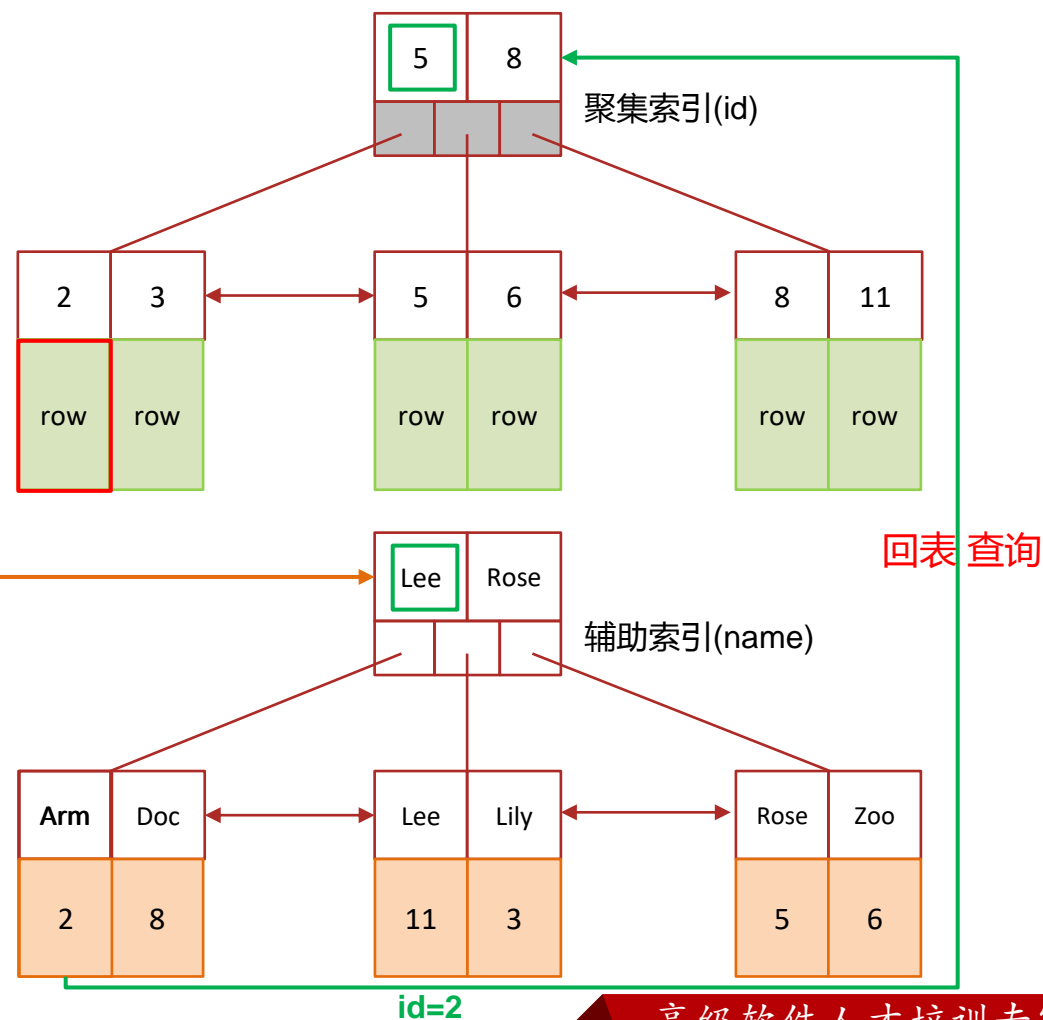 5 8
聚集索引(id)
2 3 5 6 8 11
row row row row row row
回表 查询
Lee Rose
辅助索引(name)
Arm Doc Lee Lily Rose Zoo
2 8 11 3 5 6
id=2